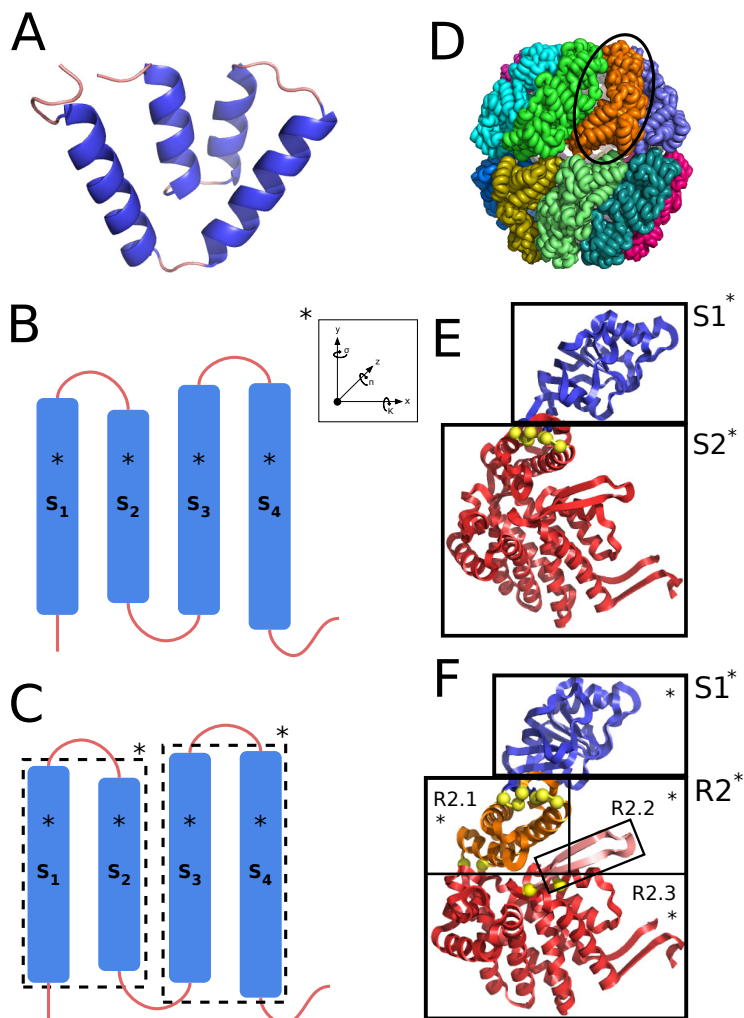 A
D
B
*
y
σ
z
π
x
K
* * * *
S1 S2 S3 S4
E
S1*
S2*
C
* *
* * * *
S1 S2 S3 S4
F
S1*
*
R2*
R2.1
*
*
R2.2
R2.3
*